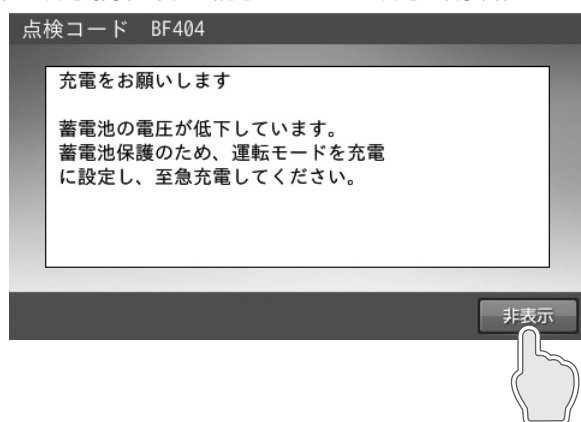 点検コード BF404
充電をお願いします
蓄電池の電圧が低下しています。
蓄電池保護のため、運転モードを充電
に設定し、至急充電してください。
非表示